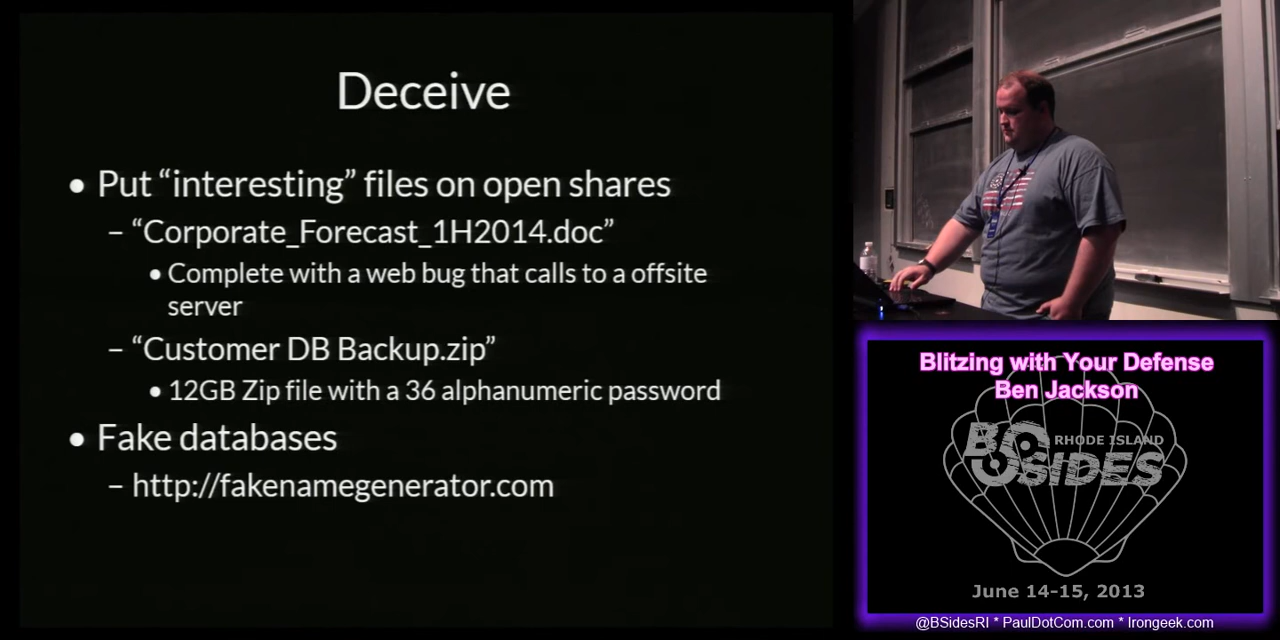 Deceive
• Put “interesting” files on open shares
– “Corporate_Forecast_1H2014.doc”
• Complete with a web bug that calls to a offsite
server
– “Customer DB Backup.zip”
• 12GB Zip file with a 36 alphanumeric password
• Fake databases
– http://fakenamegenerator.com
Blitzing with Your Defense
Ben Jackson
BSIDES
RHODE ISLAND
June 14-15, 2013
@BSidesRI * PaulDotCom.com * Irongeek.com